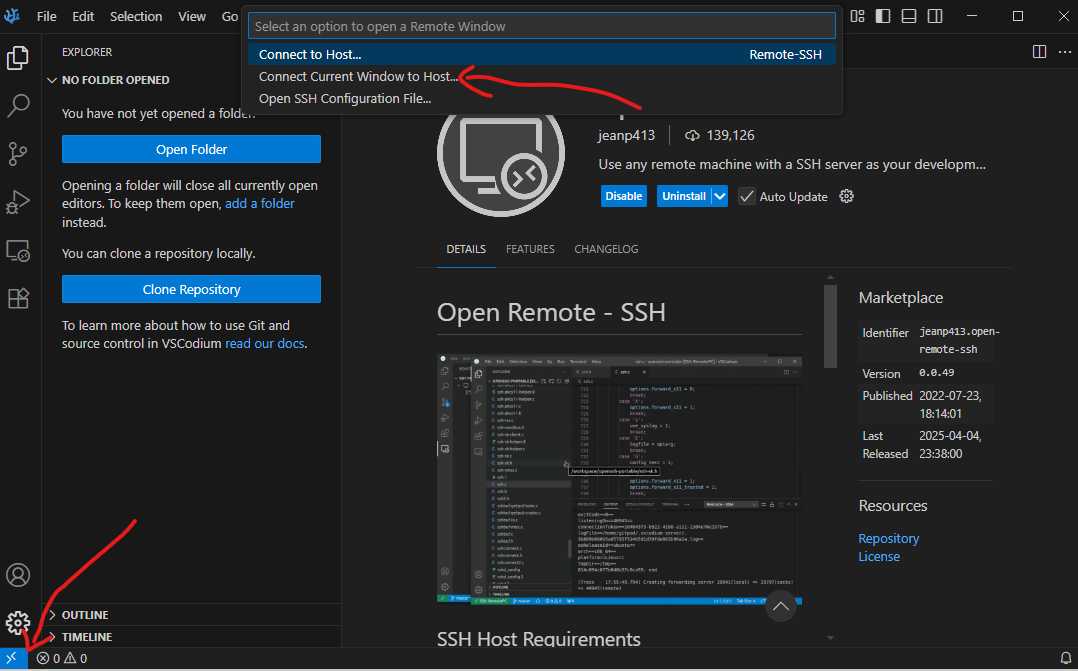 File Edit Selection View Go
Select an option to open a Remote Window
Connect to Host... Remote-SSH
Connect Current Window to Host...
Open SSH Configuration File...
EXPLORER
NO FOLDER OPENED
You have not yet opened a folder.
Open Folder
Opening a folder will close all currently open
editors. To keep them open, add a folder
instead.
You can clone a repository locally.
Clone Repository
To learn more about how to use Git and
source control in VSCodium read our docs.
OUTLINE
TIMELINE
0 0
jeanp413 139,126
Use any remote machine with a SSH server as your developm...
Disable Uninstall Auto Update
DETAILS FEATURES CHANGELOG
Open Remote - SSH
SSH Host Requirements
Marketplace
Identifier jeanp413.open-
remote-ssh
Version 0.0.49
Published 2022-07-23,
18:14:01
Last 2025-04-04,
Released 23:38:00
Resources
Repository
License